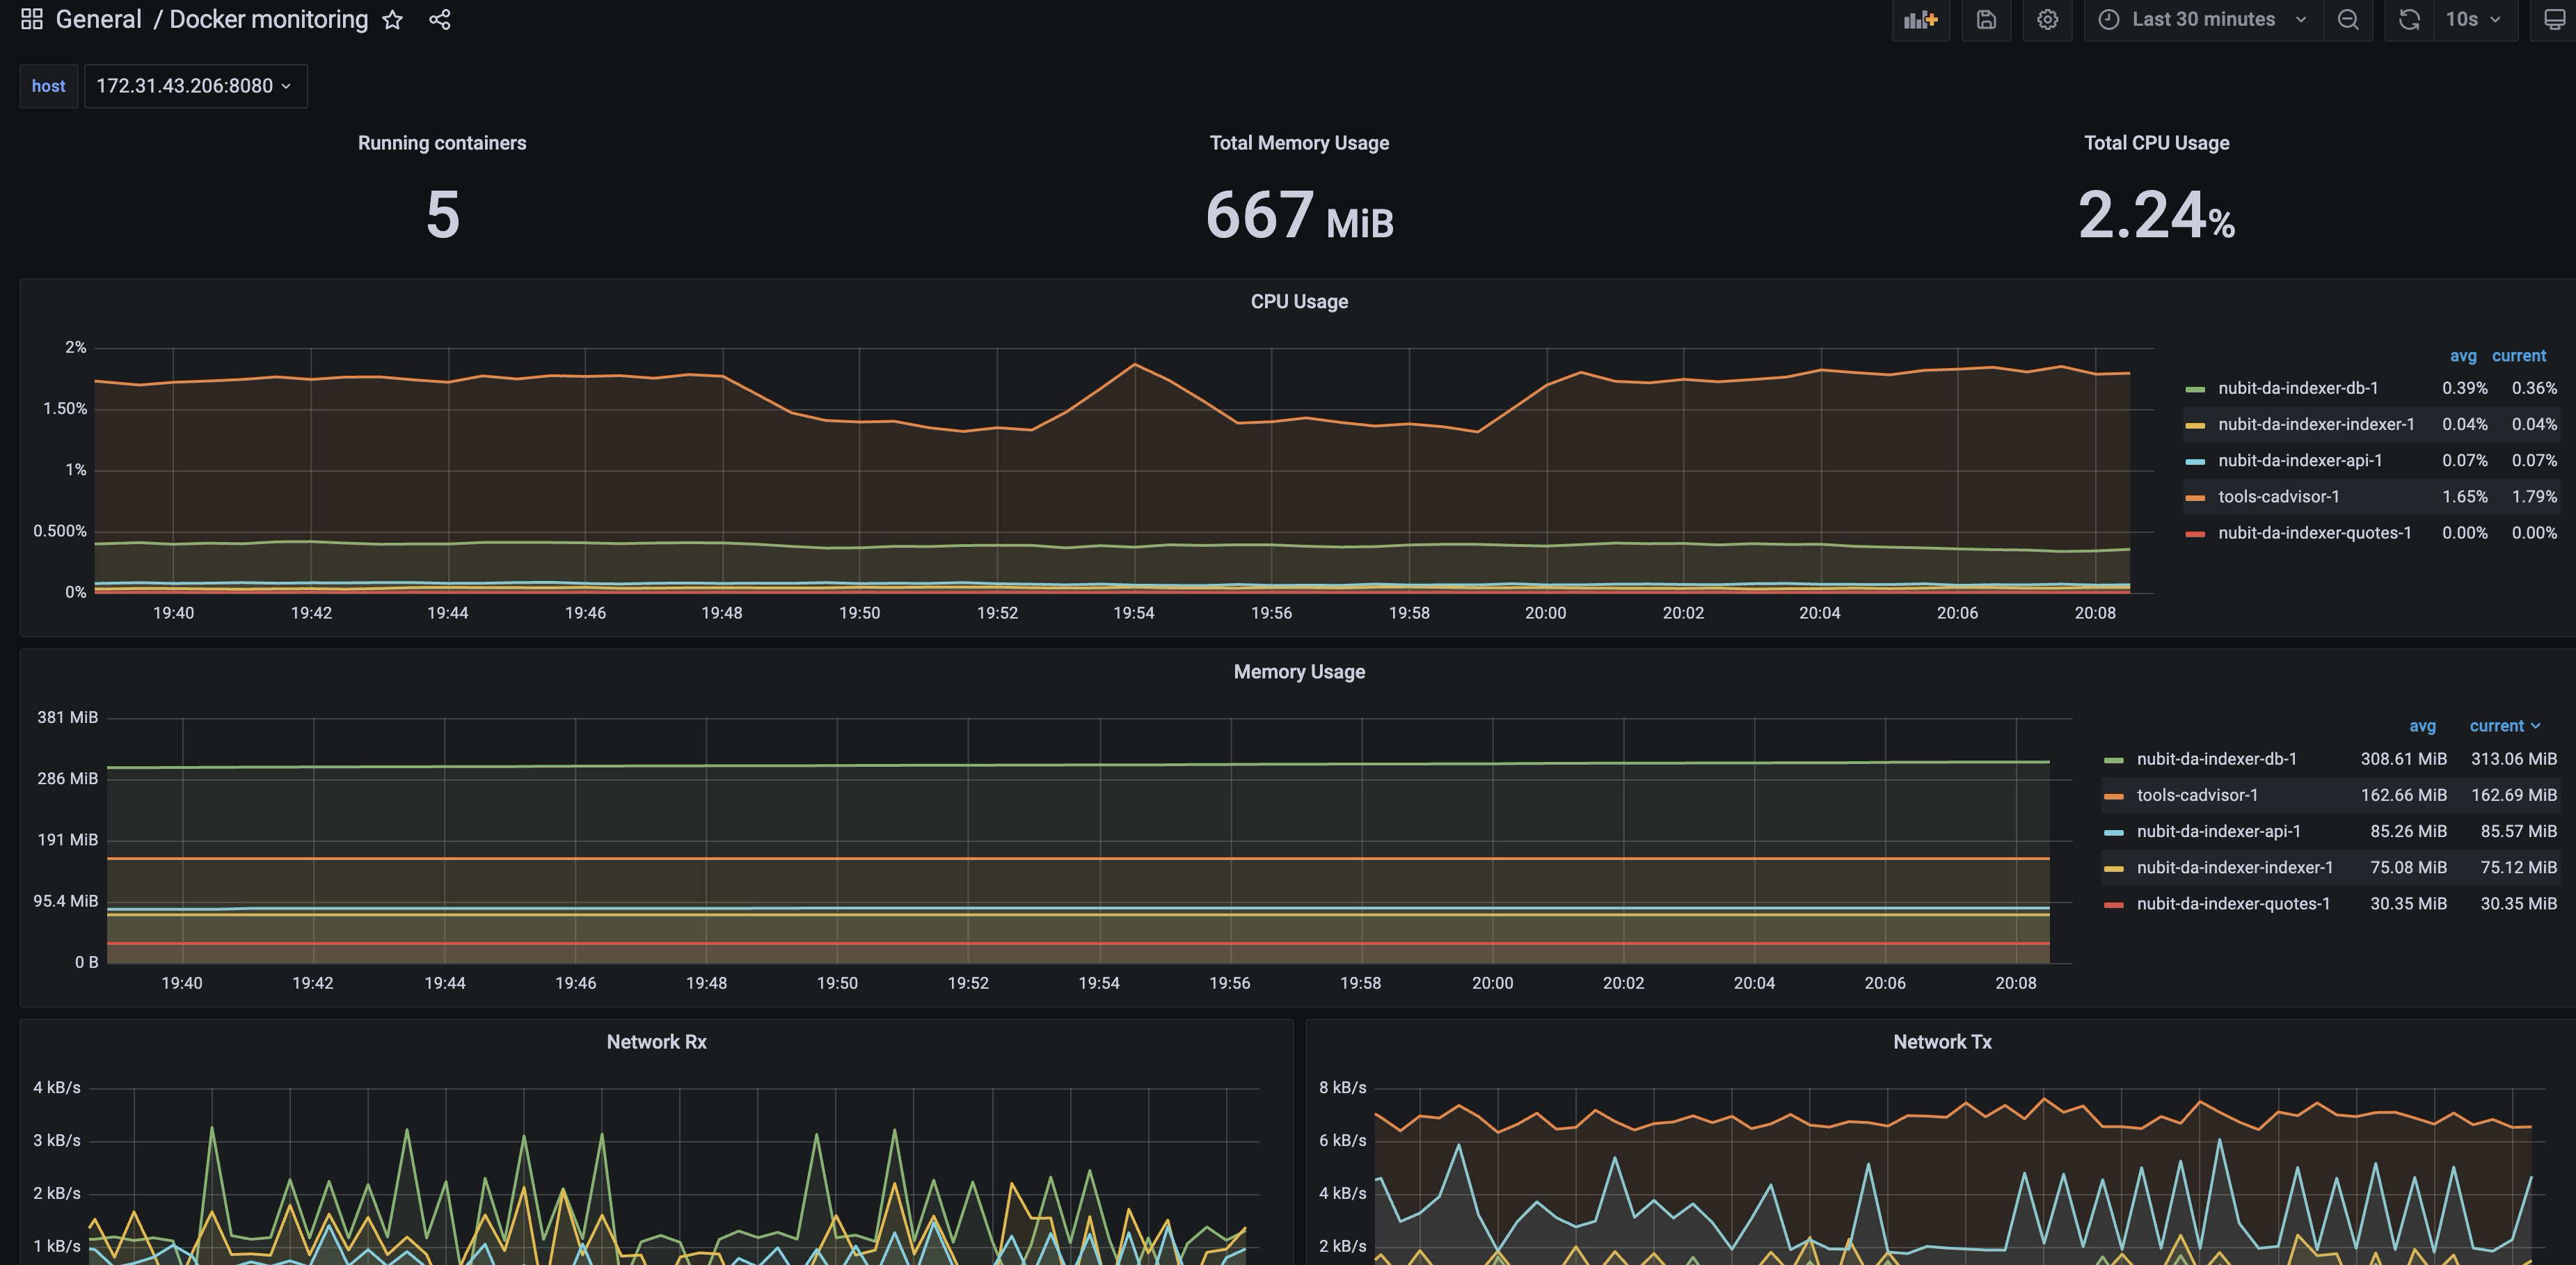 General / Docker monitoring
Last 30 minutes
10s
host 172.31.43.206:8080
Running containers
5
Total Memory Usage
667 MiB
Total CPU Usage
2.24%
CPU Usage
2%
1.50%
1%
0.500%
0%
19:40 19:42 19:44 19:46 19:48 19:50 19:52 19:54 19:56 19:58 20:00 20:02 20:04 20:06 20:08
avg current
nubit-da-indexer-db-1 0.39% 0.36%
nubit-da-indexer-indexer-1 0.04% 0.04%
nubit-da-indexer-api-1 0.07% 0.07%
tools-cadvisor-1 1.65% 1.79%
nubit-da-indexer-quotes-1 0.00% 0.00%
Memory Usage
381 MiB
286 MiB
191 MiB
95.4 MiB
0 B
19:40 19:42 19:44 19:46 19:48 19:50 19:52 19:54 19:56 19:58 20:00 20:02 20:04 20:06 20:08
avg current
nubit-da-indexer-db-1 308.61 MiB 313.06 MiB
tools-cadvisor-1 162.66 MiB 162.69 MiB
nubit-da-indexer-api-1 85.26 MiB 85.57 MiB
nubit-da-indexer-indexer-1 75.08 MiB 75.12 MiB
nubit-da-indexer-quotes-1 30.35 MiB 30.35 MiB
Network Rx
4 kB/s
3 kB/s
2 kB/s
1 kB/s
Network Tx
8 kB/s
6 kB/s
4 kB/s
2 kB/s